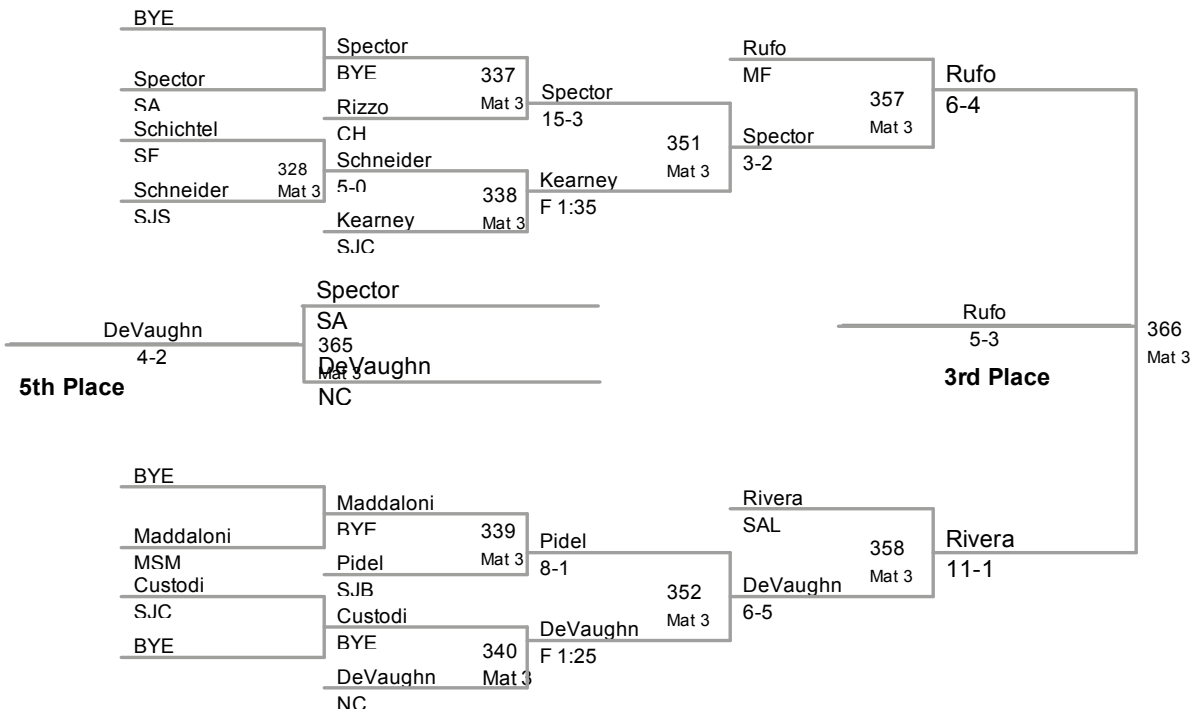 BYE
Spector
SA
Spector
BYE
337
Mat 3
Rizzo
CH
Spector
15-3
Schichtel
SF
328
Mat 3
Schneider
SJS
Schneider
5-0
338
Mat 3
Kearney
SJC
Kearney
F 1:35
351
Mat 3
Rufo
MF
357
Mat 3
Spector
3-2
Rufo
6-4
Spector
SA
365
Mat 3
DeVaughn
NC
DeVaughn
4-2
5th Place
Rufo
5-3
3rd Place
366
Mat 3
BYE
Maddaloni
MSM
Maddaloni
BYE
339
Mat 3
Pidel
SJB
Pidel
8-1
Custodi
SJC
BYE
Custodi
BYE
340
Mat 3
DeVaughn
NC
DeVaughn
F 1:25
352
Mat 3
Rivera
SAL
358
Mat 3
DeVaughn
6-5
Rivera
11-1